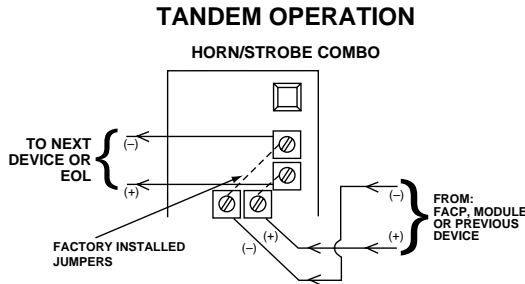 TANDEM OPERATION
HORN/STROBE COMBO
TO NEXT
DEVICE OR
EOL
(–)
(+)
FACTORY INSTALLED
JUMPERS
(–)
(+)
(–)
(+)
FROM:
FACP, MODULE
OR PREVIOUS
DEVICE